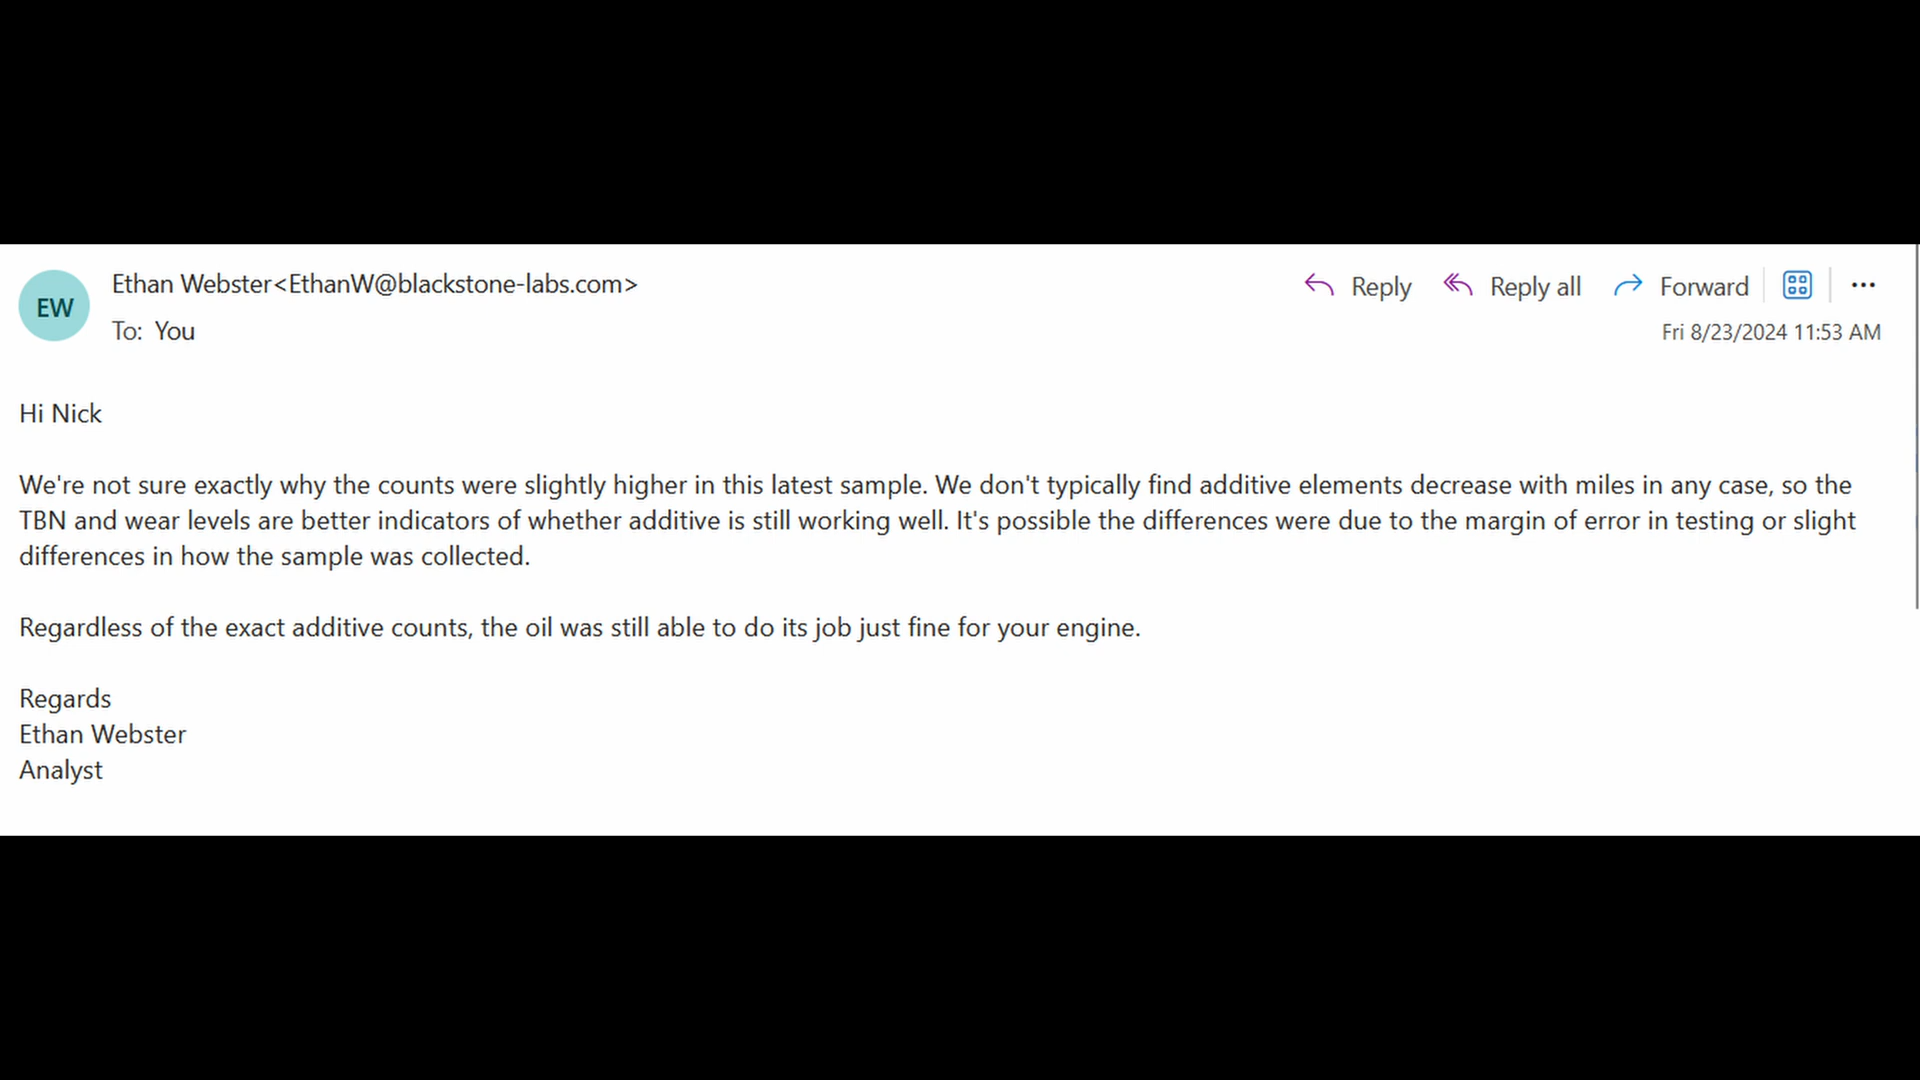 EW
Ethan Webster<EthanW@blackstone-labs.com>
To: You
Reply
Reply all
Forward
Fri 8/23/2024 11:53 AM
Hi Nick
We're not sure exactly why the counts were slightly higher in this latest sample. We don't typically find additive elements decrease with miles in any case, so the
TBN and wear levels are better indicators of whether additive is still working well. It's possible the differences were due to the margin of error in testing or slight
differences in how the sample was collected.
Regardless of the exact additive counts, the oil was still able to do its job just fine for your engine.
Regards
Ethan Webster
Analyst